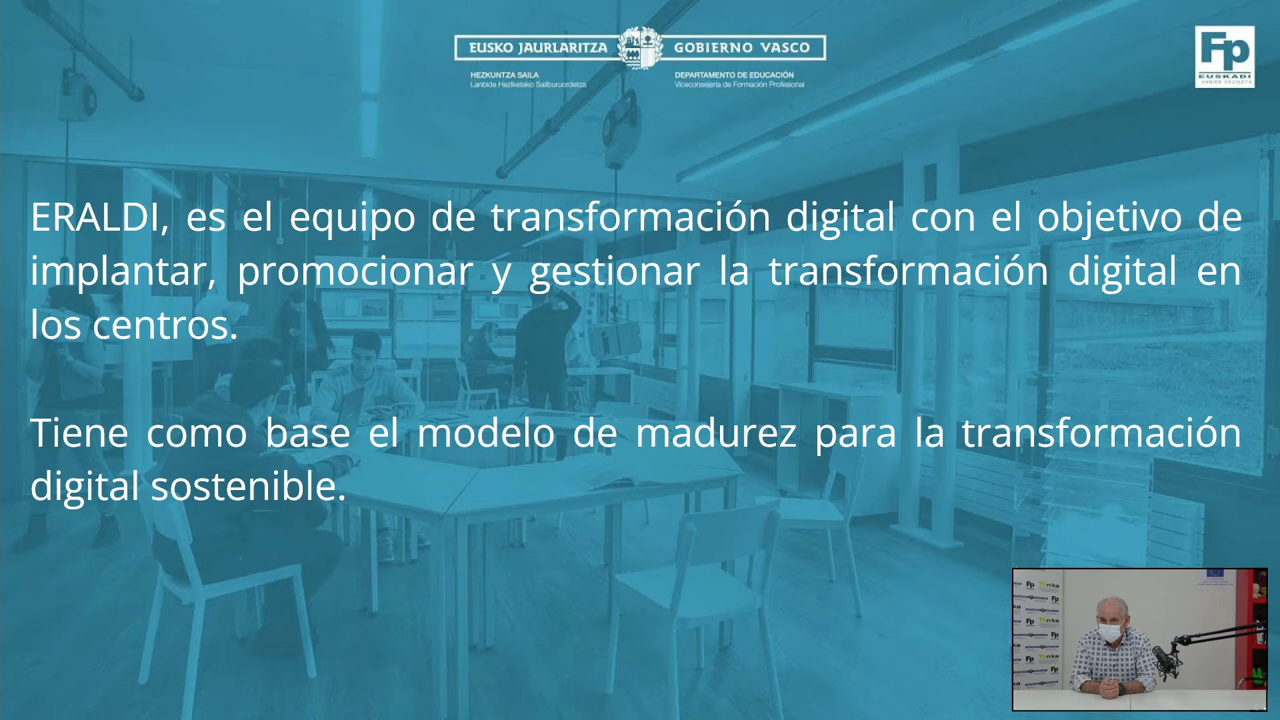 EUSKO JAURLARITZA GOBIERNO VASCO
HEZKUNTZA SAILA DEPARTAMENTO DE EDUCACIÓN
Lanbide Heziketako Sailburuordetza Viceconsejería de Formación Profesional
Fp
EUSKADI
ERALDI, es el equipo de transformación digital con el objetivo de
implantar, promocionar y gestionar la transformación digital en
los centros.
Tiene como base el modelo de madurez para la transformación
digital sostenible.